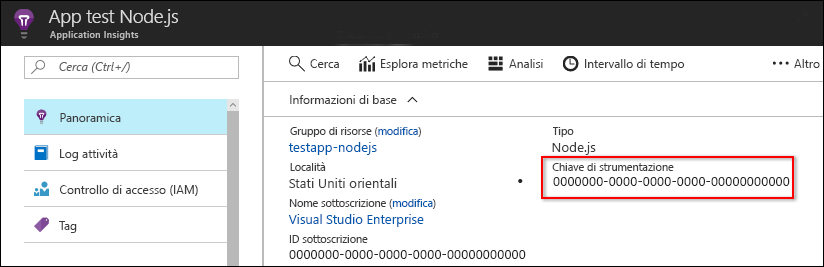 App test Node.js
Application Insights
Cerca (Ctrl+/)
Panoramica
Log attività
Controllo di accesso (IAM)
Tag
Cerca
Esplora metriche
Analisi
Intervallo di tempo
••• Altro
Informazioni di base
Gruppo di risorse (modifica)
testapp-nodejs
Località
Stati Uniti orientali
Nome sottoscrizione (modifica)
Visual Studio Enterprise
ID sottoscrizione
0000000-0000-0000-0000-00000000000
Tipo
Node.js
Chiave di strumentazione
0000000-0000-0000-0000-00000000000